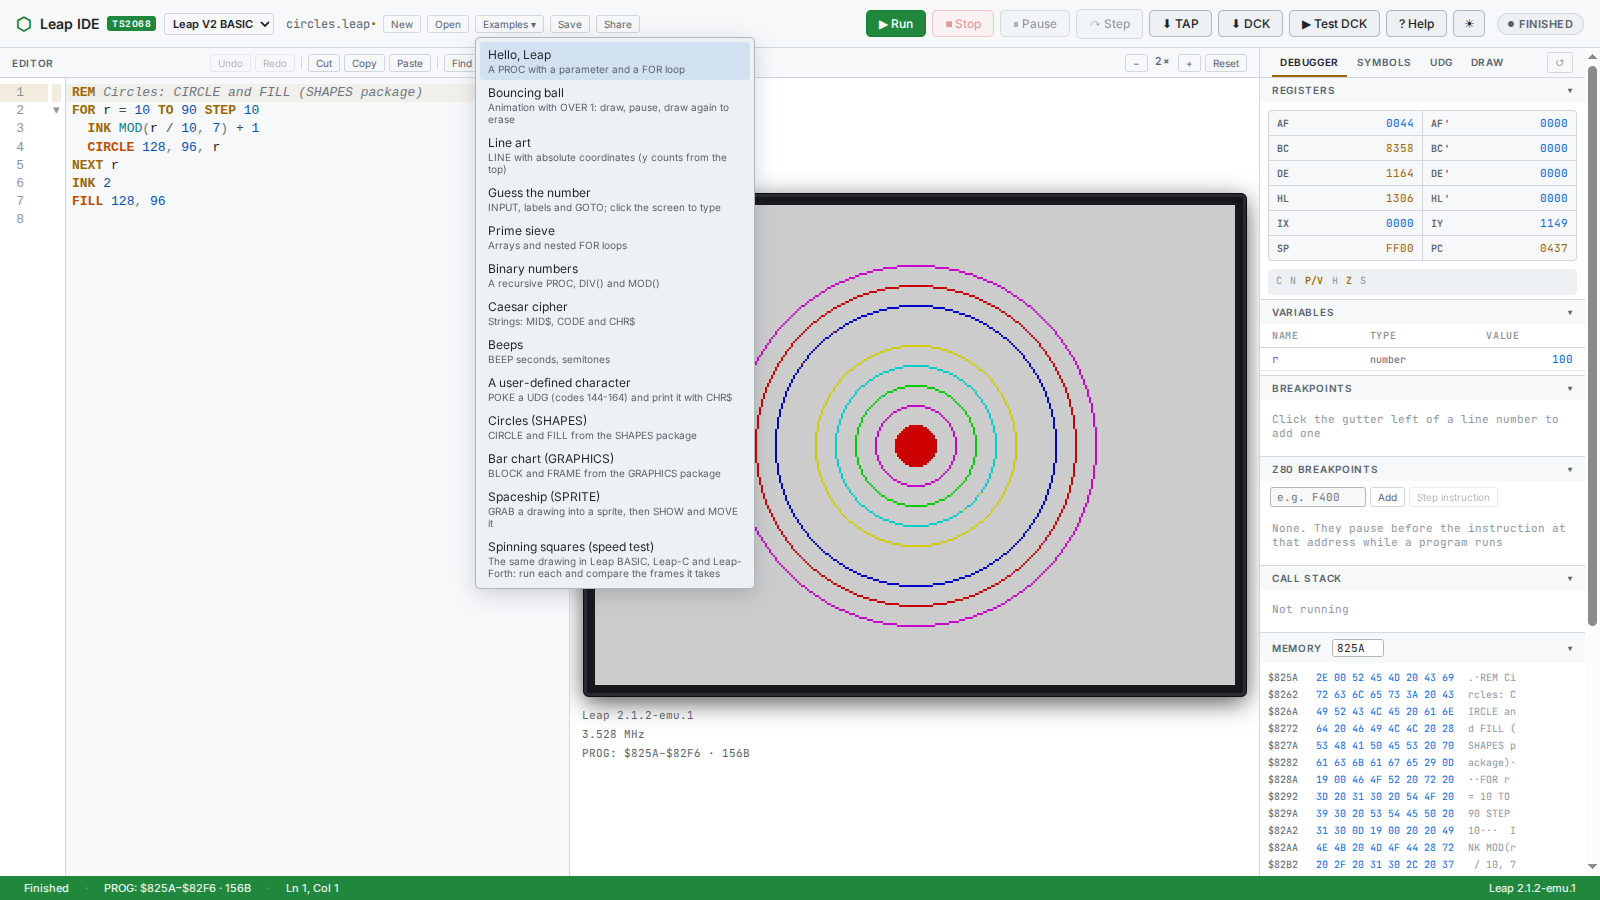 Leap IDE TS2068 Leap V2 BASIC circles.leap• New Open Examples ▾ Save Share ▶ Run Stop Pause Step ⬇ TAP ⬇ DCK ▶ Test DCK ? Help ☀ FINISHED
EDITOR Undo Redo Cut Copy Paste Find − 2× + Reset
1 REM Circles: CIRCLE and FILL (SHAPES package)
2 FOR r = 10 TO 90 STEP 10
3 INK MOD(r / 10, 7) + 1
4 CIRCLE 128, 96, r
5 NEXT r
6 INK 2
7 FILL 128, 96
8
Hello, Leap
A PROC with a parameter and a FOR loop
Bouncing ball
Animation with OVER 1: draw, pause, draw again to
erase
Line art
LINE with absolute coordinates (y counts from the
top)
Guess the number
INPUT, labels and GOTO; click the screen to type
Prime sieve
Arrays and nested FOR loops
Binary numbers
A recursive PROC, DIV() and MOD()
Caesar cipher
Strings: MID$, CODE and CHR$
Beeps
BEEP seconds, semitones
A user-defined character
POKE a UDG (codes 144-164) and print it with CHR$
Circles (SHAPES)
CIRCLE and FILL from the SHAPES package
Bar chart (GRAPHICS)
BLOCK and FRAME from the GRAPHICS package
Spaceship (SPRITE)
GRAB a drawing into a sprite, then SHOW and MOVE
it
Spinning squares (speed test)
The same drawing in Leap BASIC, Leap-C and Leap-
Forth: run each and compare the frames it takes
Leap 2.1.2-emu.1
3.528 MHz
PROG: $825A–$82F6 · 156B
DEBUGGER SYMBOLS UDG DRAW
REGISTERS
AF 0044 AF' 0000
BC 8358 BC' 0000
DE 1164 DE' 0000
HL 1306 HL' 0000
IX 0000 IY 1149
SP FF00 PC 0437
C N P/V H Z S
VARIABLES
NAME TYPE VALUE
r number 100
BREAKPOINTS
Click the gutter left of a line number to
add one
Z80 BREAKPOINTS
e.g. F400 Add Step instruction
None. They pause before the instruction at
that address while a program runs
CALL STACK
Not running
MEMORY 825A
$825A 2E 00 52 45 4D 20 43 69 .·REM Ci
$8262 72 63 6C 65 73 3A 20 43 rcles: C
$826A 49 52 43 4C 45 20 61 6E IRCLE an
$8272 64 20 46 49 4C 4C 20 28 d FILL (
$827A 53 48 41 50 45 53 20 70 SHAPES p
$8282 61 63 6B 61 67 65 29 0D ackage)·
$828A 19 00 46 4F 52 20 72 20 ··FOR r
$8292 3D 20 31 30 20 54 4F 20 = 10 TO
$829A 39 30 20 53 54 45 50 20 90 STEP
$82A2 31 30 0D 19 00 20 20 49 10··· I
$82AA 4E 4B 20 4D 4F 44 28 72 NK MOD(r
$82B2 20 2F 20 31 30 2C 20 37 / 10, 7
Finished · PROG: $825A–$82F6 · 156B · Ln 1, Col 1 Leap 2.1.2-emu.1